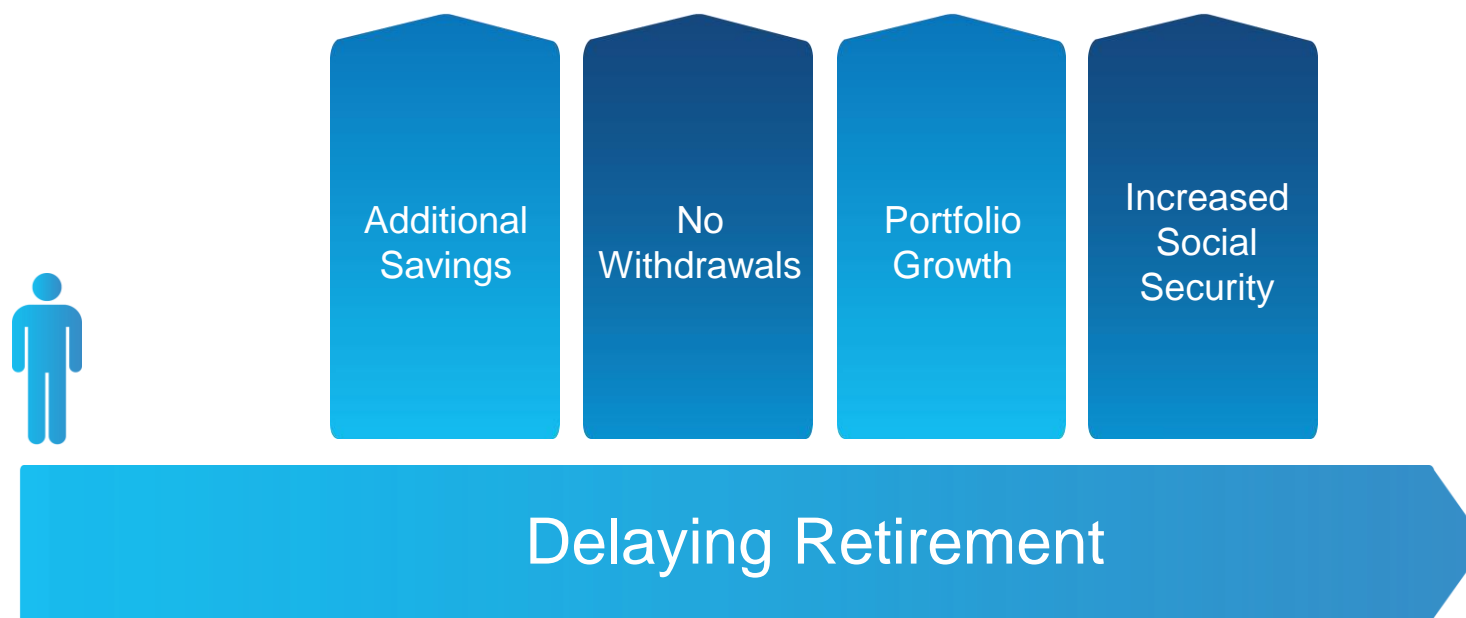 Additional
Savings
No
Withdrawals
Portfolio
Growth
Increased
Social
Security
Delaying Retirement